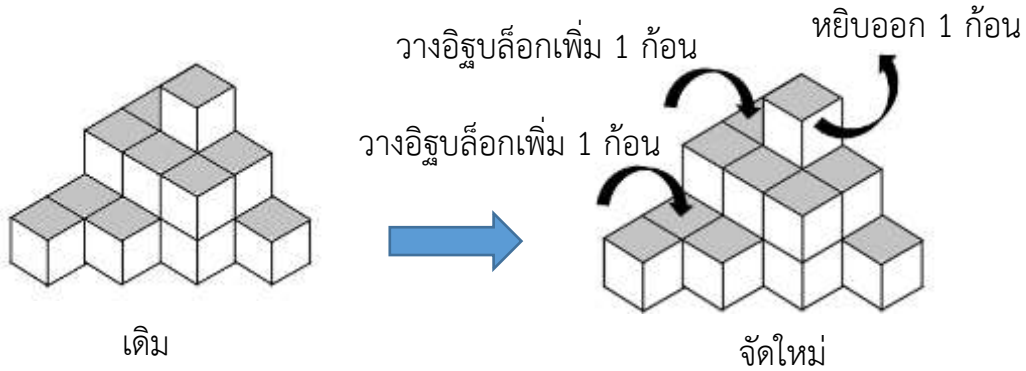 หยิบออก 1 ก้อน
วางอิฐบล็อกเพิ่ม 1 ก้อน
วางอิฐบล็อกเพิ่ม 1 ก้อน
เดิม
จัดใหม่